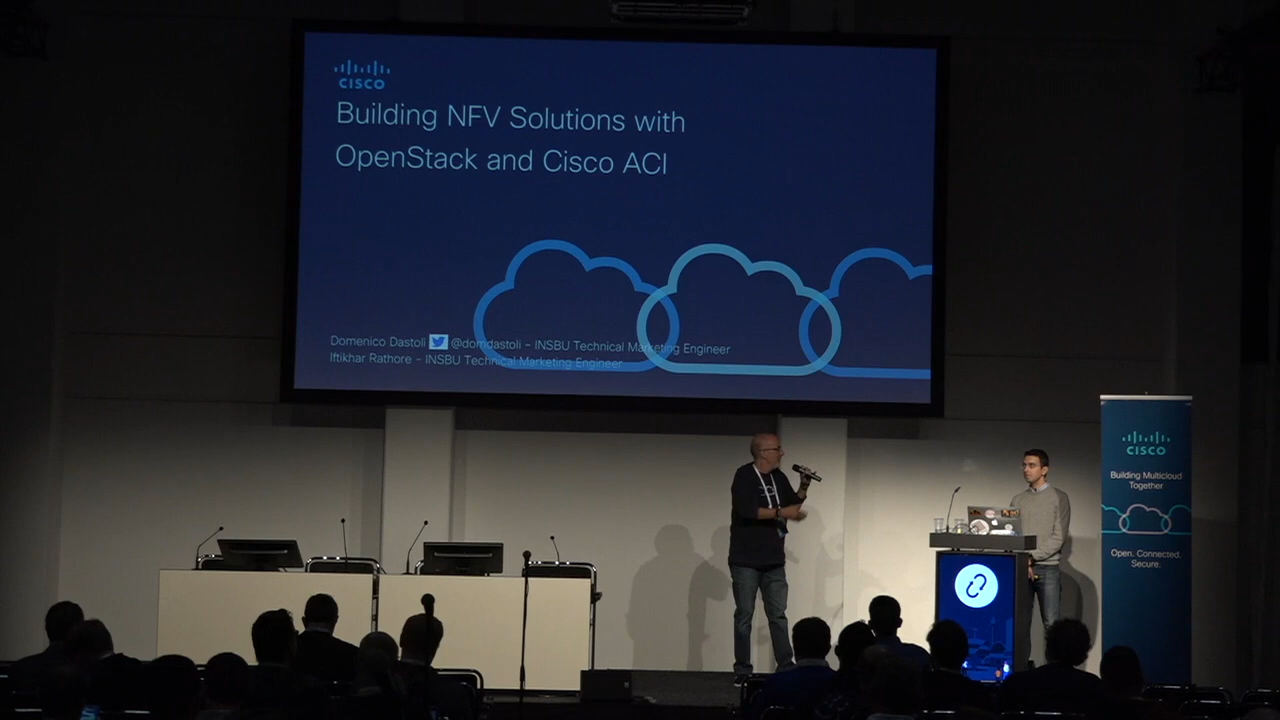 CISCO
Building NFV Solutions with
OpenStack and Cisco ACI
Domenico Dastoli @domdastoli - INSBU Technical Marketing Engineer
Iftikhar Rathore - INSBU Technical Marketing Engineer
CISCO
Building Multicloud
Together
Open. Connected.
Secure.